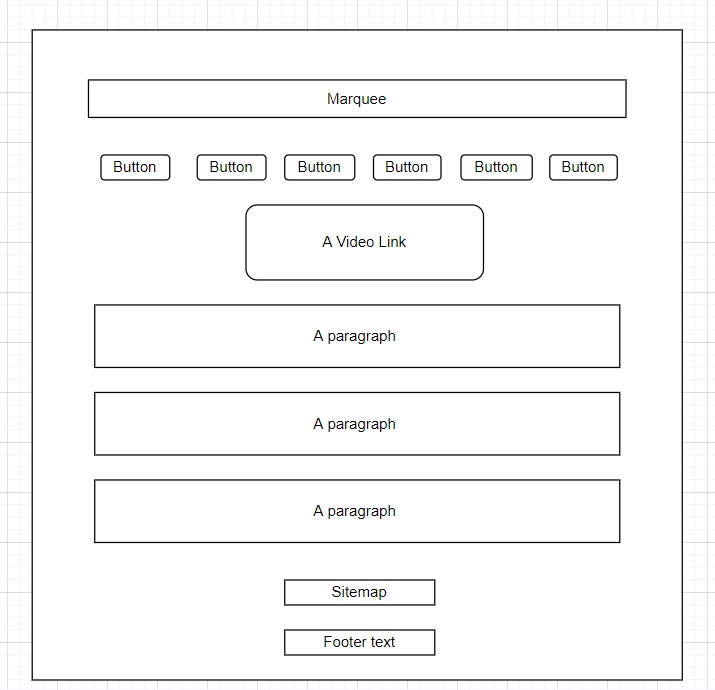 Marquee
Button Button Button Button Button Button
A Video Link
A paragraph
A paragraph
A paragraph
Sitemap
Footer text